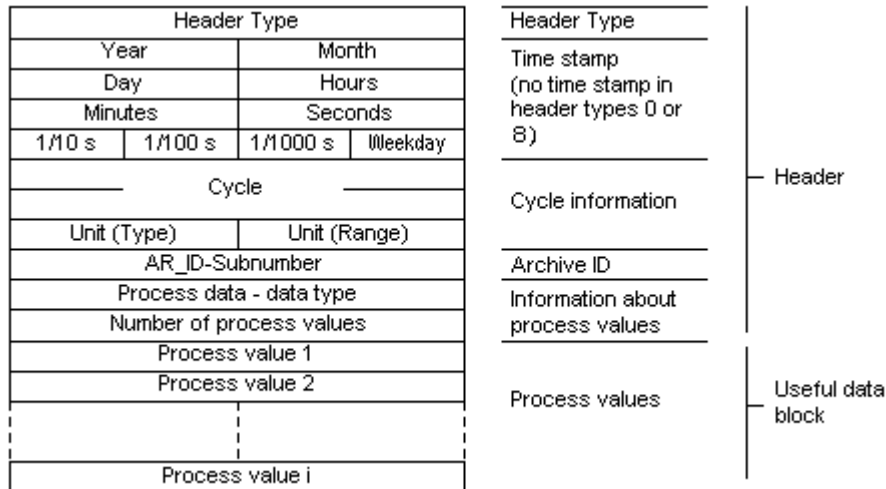 Header Type
Year Month
Day Hours
Minutes Seconds
1/10 s 1/100 s 1/1000 s Weekday
Cycle
Unit (Type) Unit (Range)
AR_ID-Subnumber
Process data - data type
Number of process values
Process value 1
Process value 2
Process value i
Header Type
Time stamp
(no time stamp in
header types 0 or
8)
Cycle information
Archive ID
Information about
process values
Process values
Header
Useful data
block